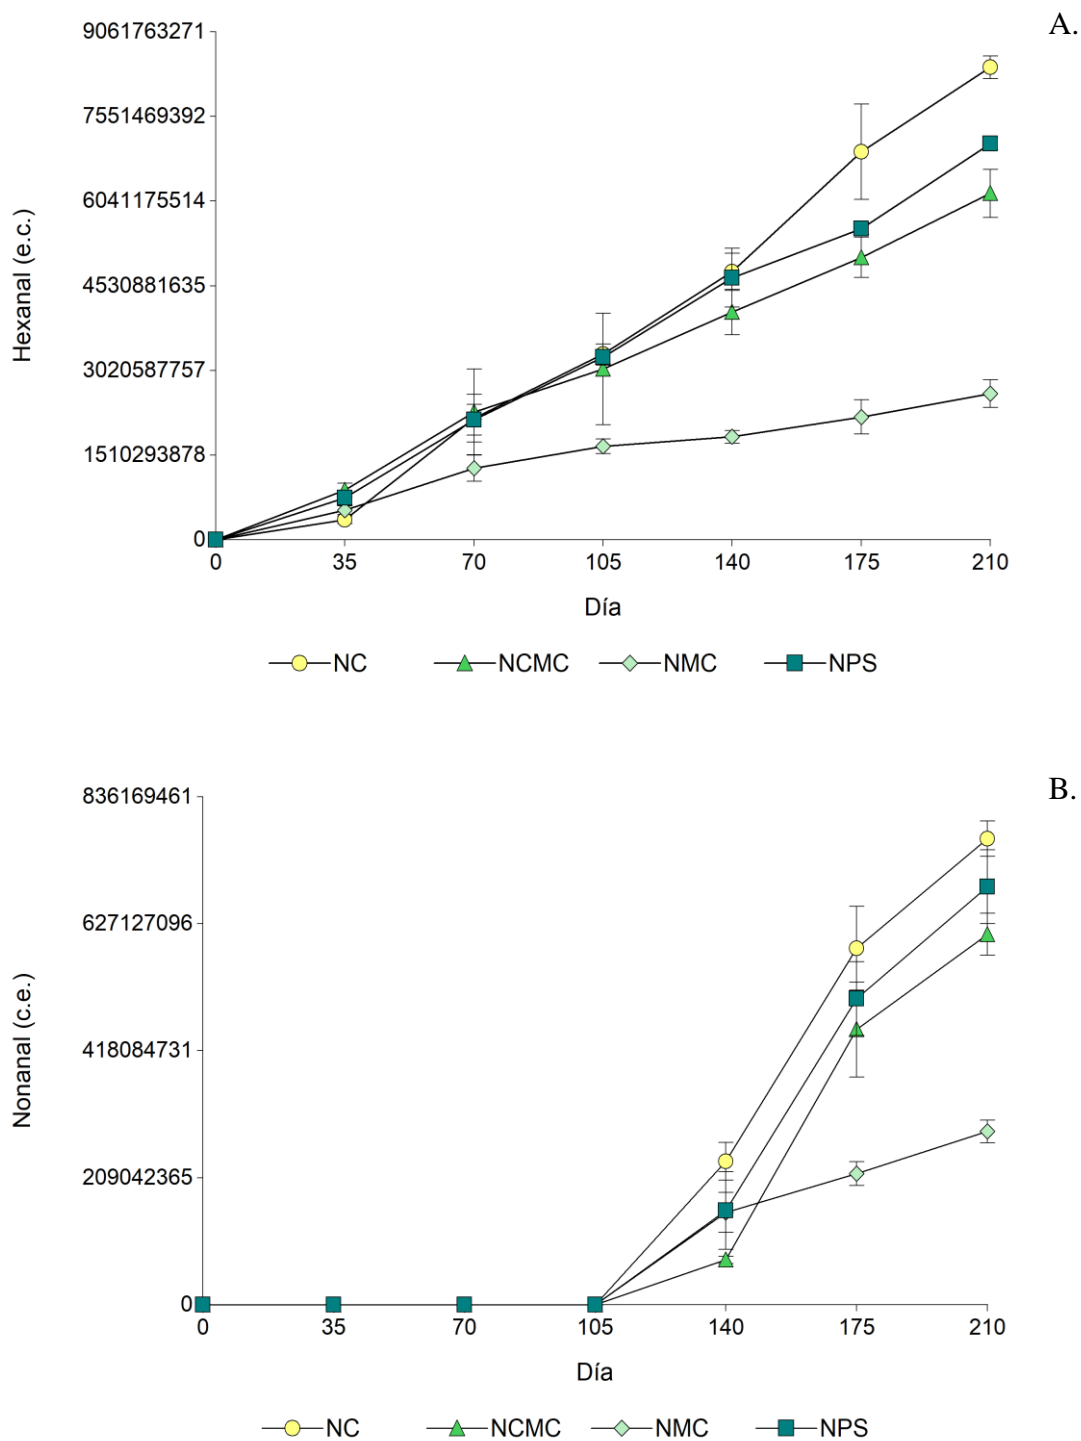 A.
9061763271
7551469392
6041175514
4530881635
3020587757
1510293878
0
Hexanal (e.c.)
0 35 70 105 140 175 210
Día
NC NCMC NMC NPS
B.
836169461
627127096
418084731
209042365
0
Nonanal (c.e.)
0 35 70 105 140 175 210
Día
NC NCMC NMC NPS